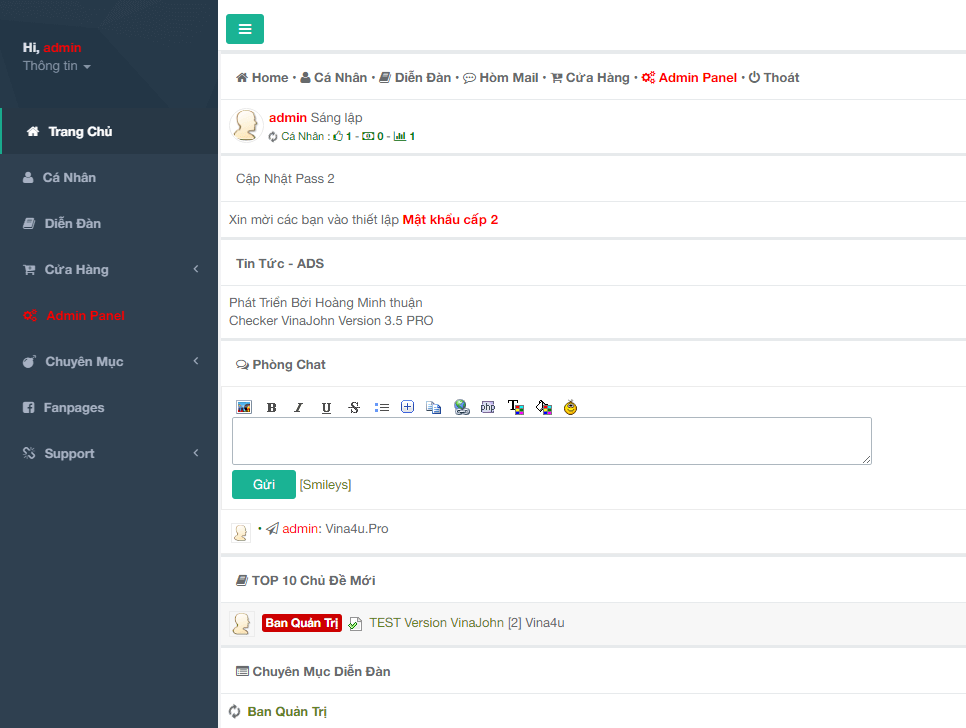 Hi, admin
Thông tin
Trang Chủ
Cá Nhân
Diễn Đàn
Cửa Hàng
Admin Panel
Chuyên Mục
Fanpages
Support
Home • Cá Nhân • Diễn Đàn • Hòm Mail • Cửa Hàng • Admin Panel • Thoát
admin Sáng lập
Cá Nhân : 1 - 0 - 1
Cập Nhật Pass 2
Xin mời các bạn vào thiết lập Mật khẩu cấp 2
Tin Tức - ADS
Phát Triển Bởi Hoàng Minh thuận
Checker VinaJohn Version 3.5 PRO
Phòng Chat
B I U S php T
Gửi [Smileys]
• admin: Vina4u.Pro
TOP 10 Chủ Đề Mới
Ban Quản Trị TEST Version VinaJohn [2] Vina4u
Chuyên Mục Diễn Đàn
Ban Quản Trị